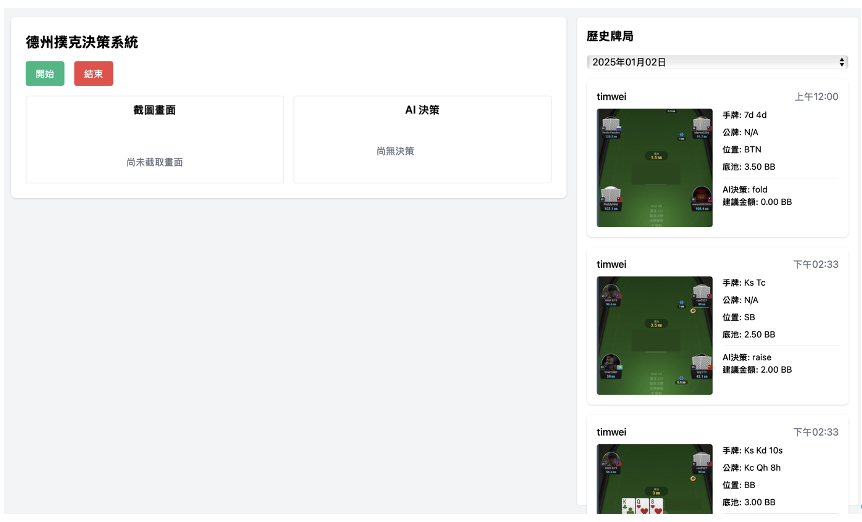 德州撲克決策系統
開始
結束
截圖畫面
尚未截取畫面
AI 決策
尚無決策
歷史牌局
2025年01月02日
timwei
上午12:00
手牌: 7d 4d
公牌: N/A
位置: BTN
底池: 3.50 BB
AI決策: fold
建議金額: 0.00 BB
timwei
下午02:33
手牌: Ks Tc
公牌: N/A
位置: SB
底池: 2.50 BB
AI決策: raise
建議金額: 2.00 BB
timwei
下午02:33
手牌: Ks Kd 10s
公牌: Kc Qh 8h
位置: BB
底池: 3.00 BB
K Q 8